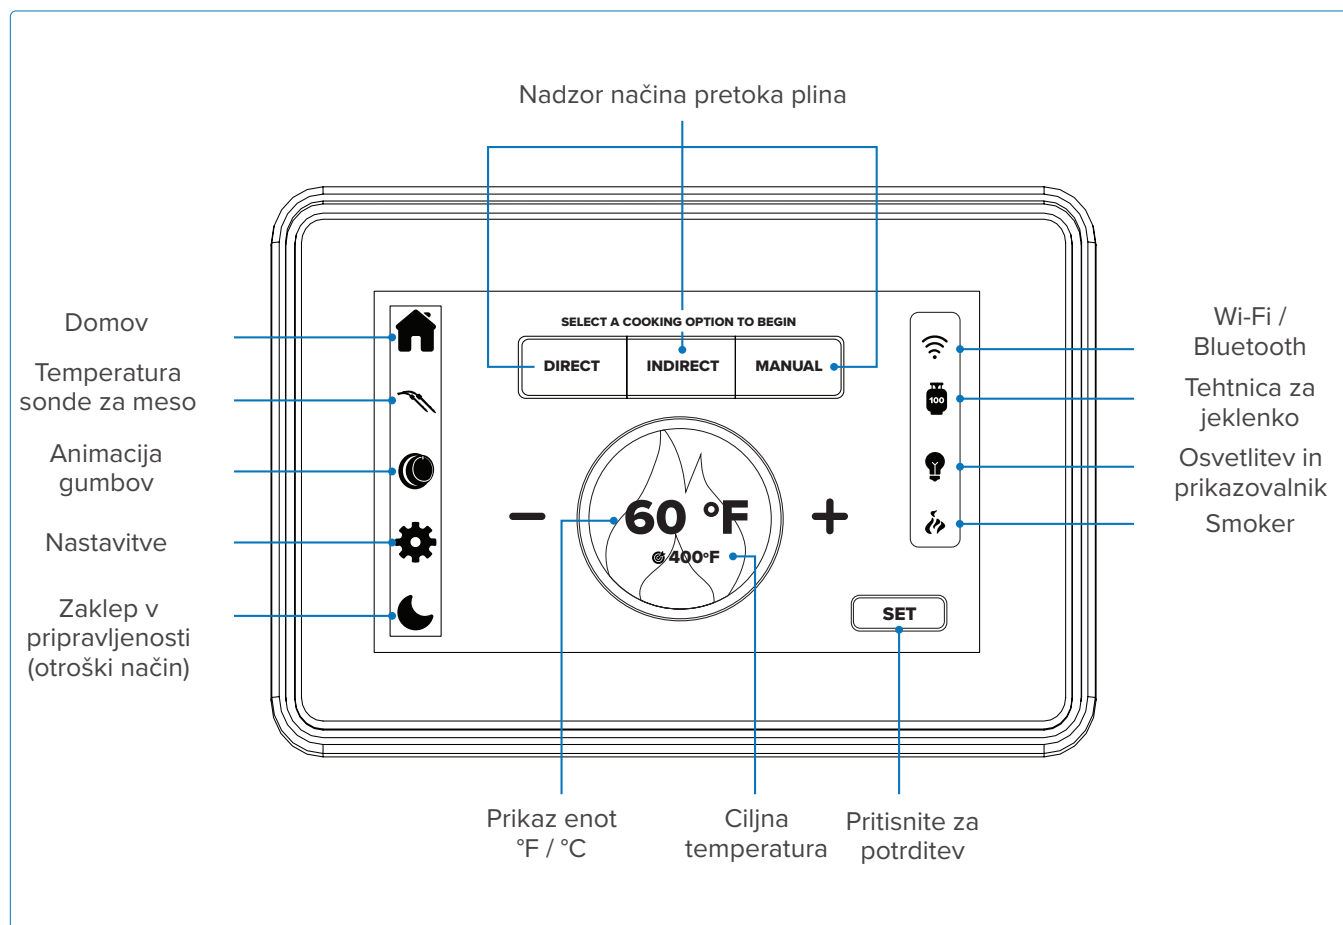 Nadzor načina pretoka plina
Domov
Temperatura
sonde za meso
Animacija
gumbov
Nastavitve
Zaklep v
pripravljenosti
(otroški način)
SELECT A COOKING OPTION TO BEGIN
DIRECT
INDIRECT
MANUAL
60 °F
400°F
100
SET
Wi-Fi /
Bluetooth
Tehtnica za
jeklenko
Osvetlitev in
prikazovalnik
Smoker
Prikaz enot
°F / °C
Ciljna
temperatura
Pritisnite za
potrditev